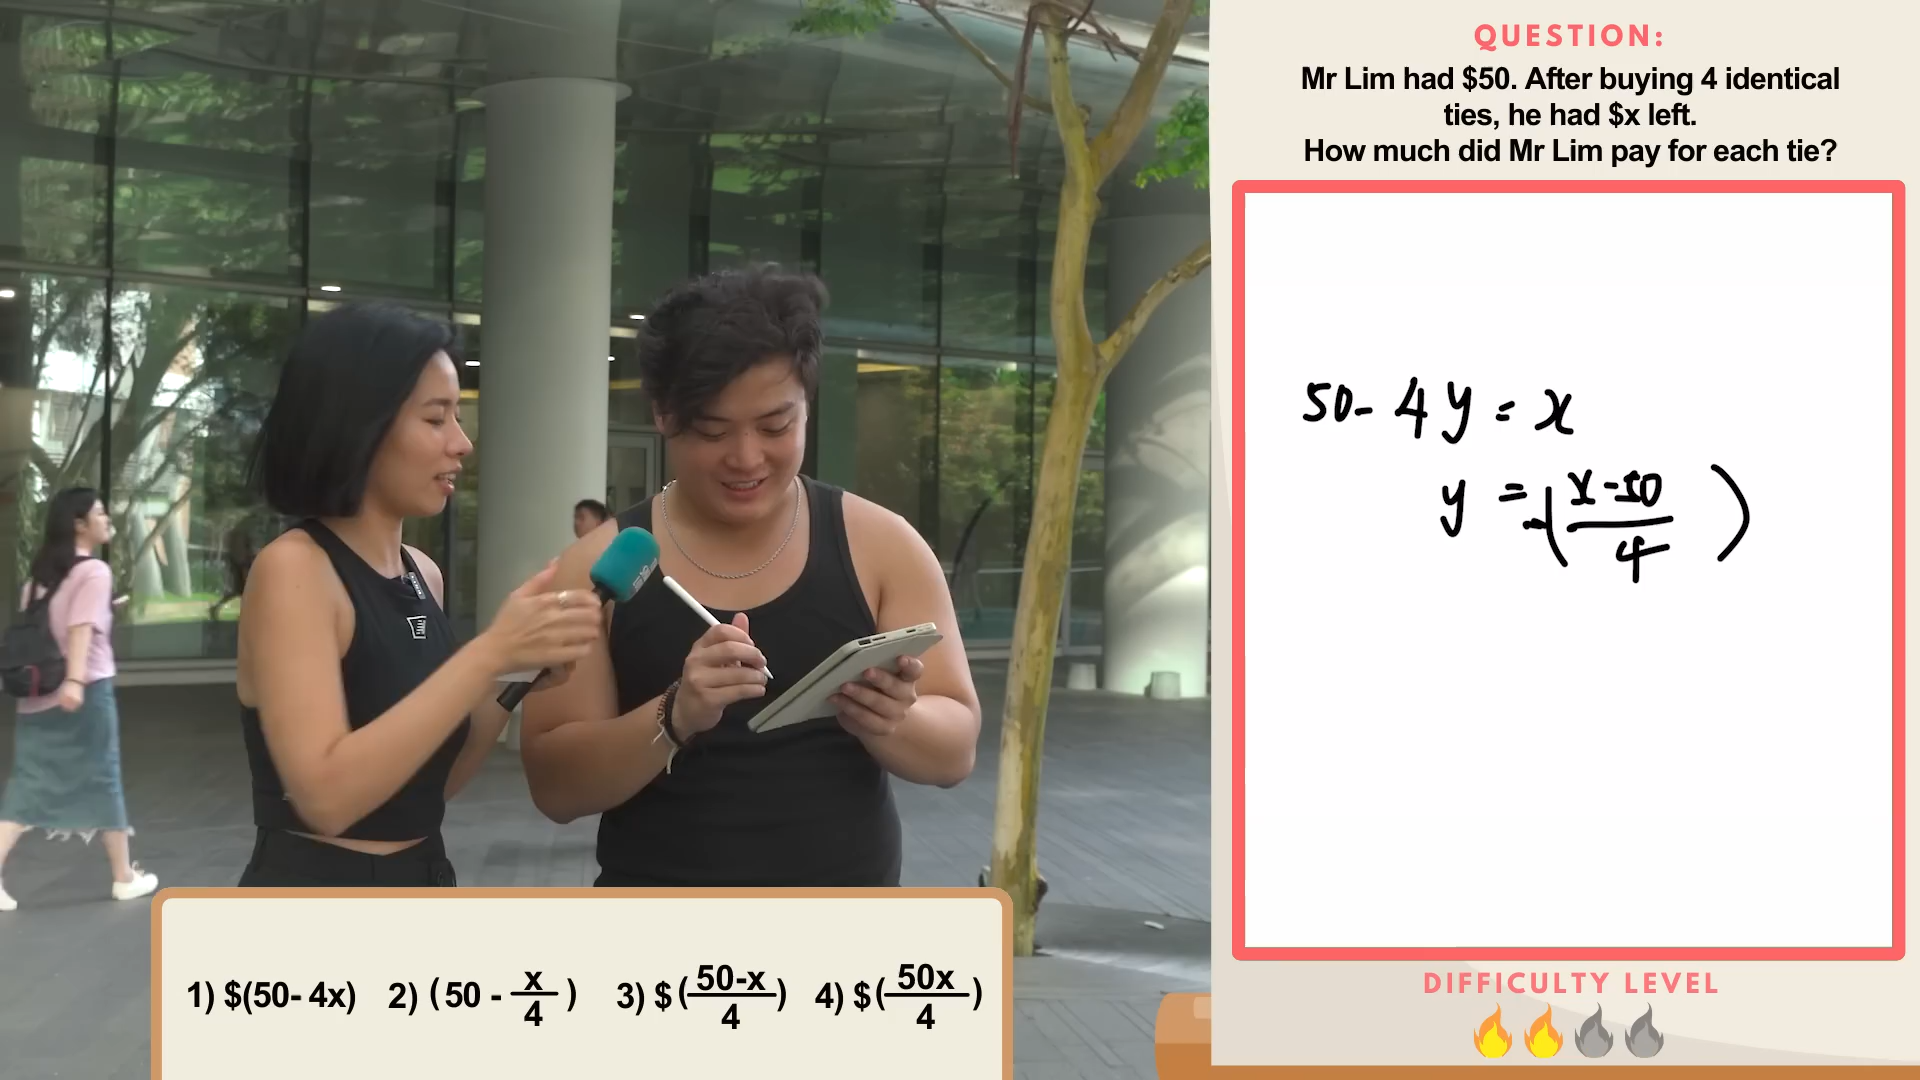 QUESTION:
Mr Lim had $50. After buying 4 identical
ties, he had $x left.
How much did Mr Lim pay for each tie?
50 - 4y = x
y = -(x-50/4)
1) $(50- 4x) 2) (50 - x/4) 3) $(50-x/4) 4) $(50x/4)
DIFFICULTY LEVEL